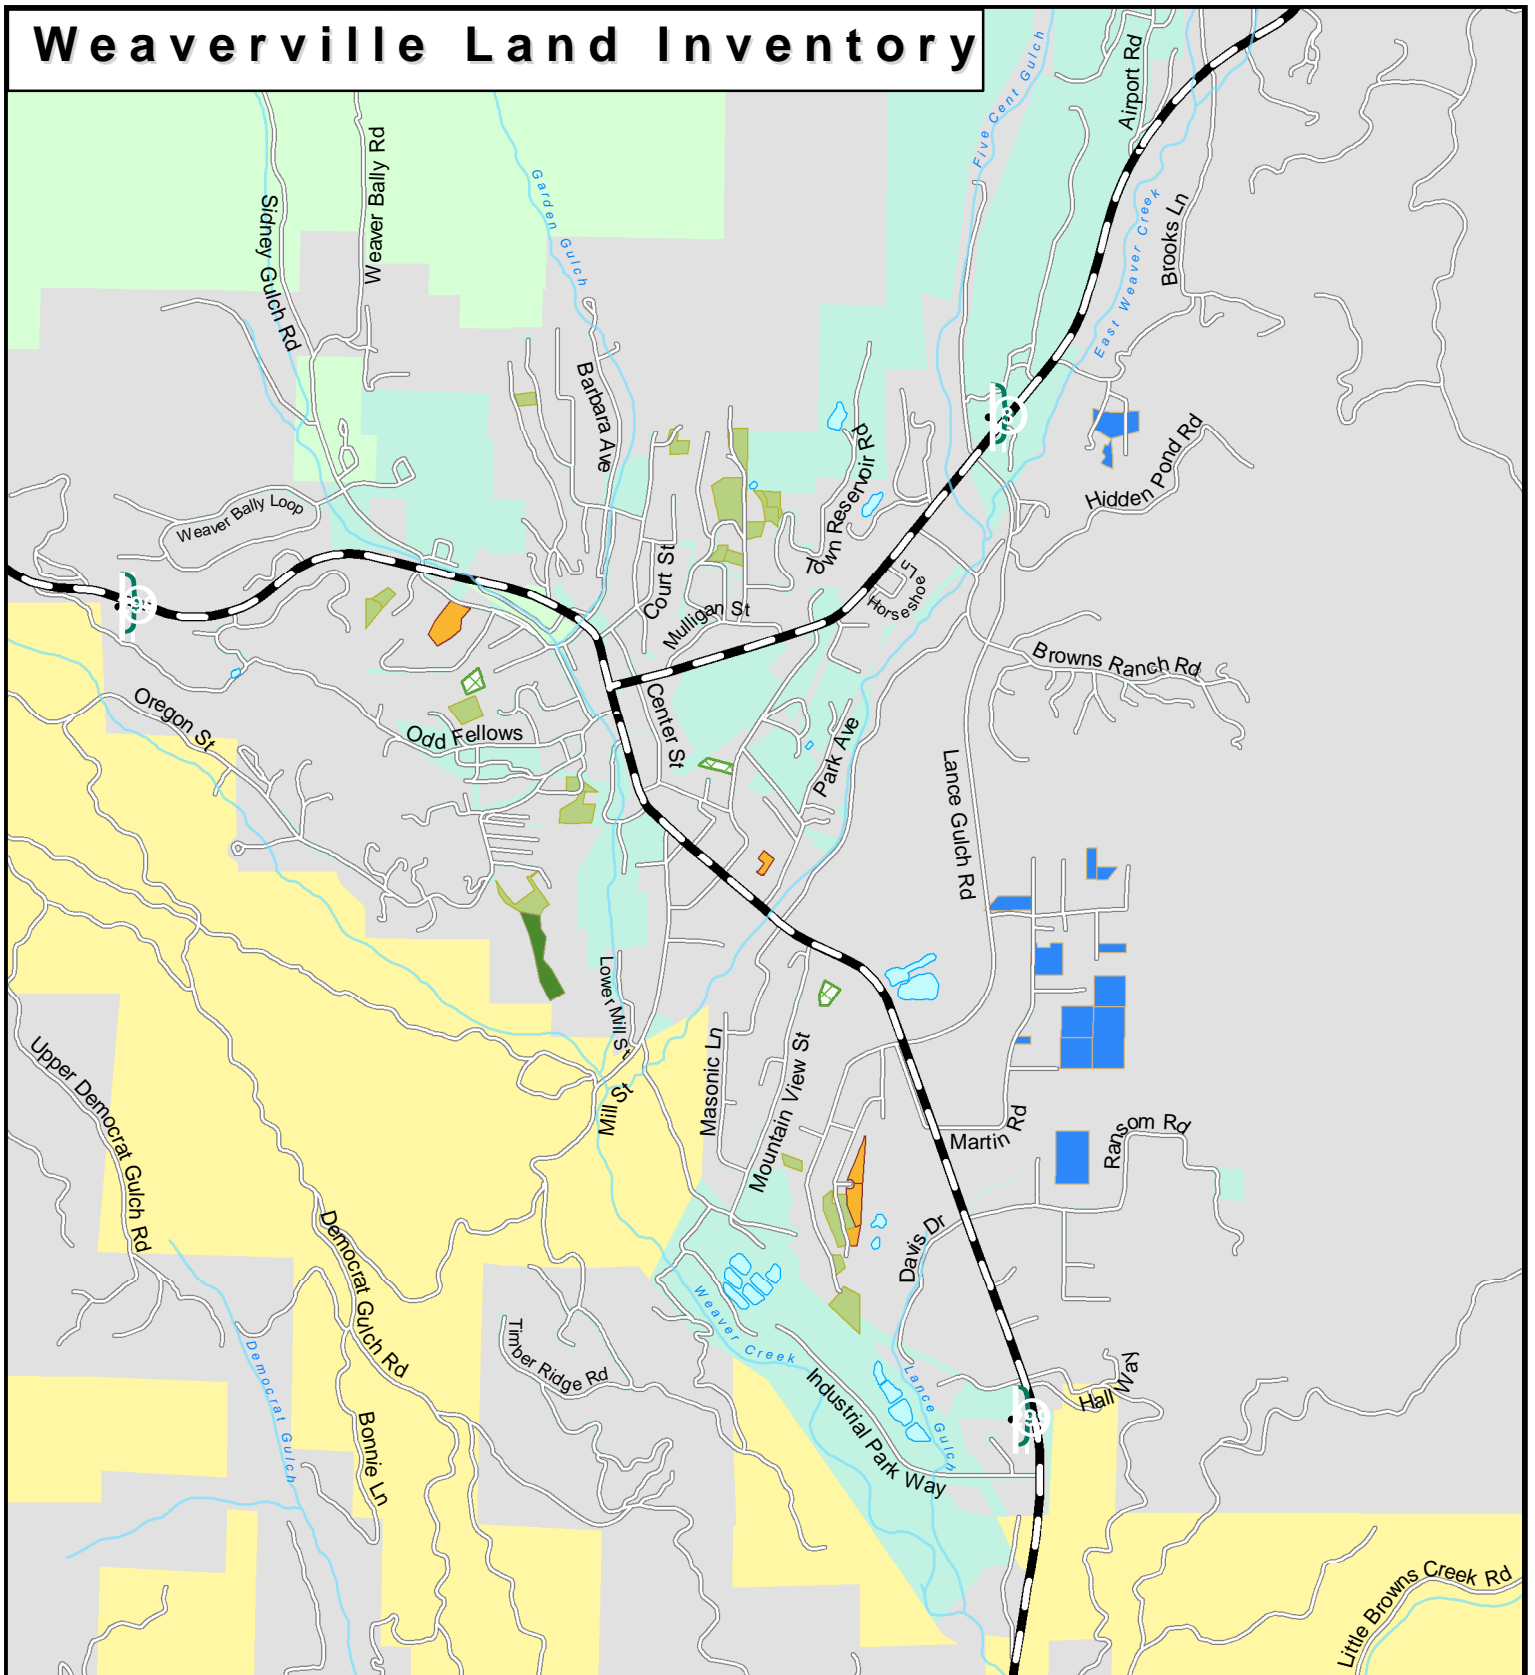 Weaverville Land Inventory
Five Cent Gulch
Airport Rd
Weaver Bally Rd
Garden Gulch
Sidney Gulch Rd
East Weaver Creek
Brooks Ln
Barbara Ave
3
Town Reservoir Rd
Hidden Pond Rd
Weaver Bally Loop
Court St
Mulligan St
Horseshoe Ln
Browns Ranch Rd
Oregon St
Center St
Odd Fellows
Park Ave
Lance Gulch Rd
Lower Mill St
Upper Democrat Gulch Rd
Mill St
Masonic Ln
Mountain View St
Martin Rd
Ransom Rd
Democrat Gulch Rd
Davis Dr
Weaver Creek
Timber Ridge Rd
Democrat Gulch
Industrial Park Way
Lance Gulch
Hall Way
Bonnie Ln
Little Browns Creek Rd